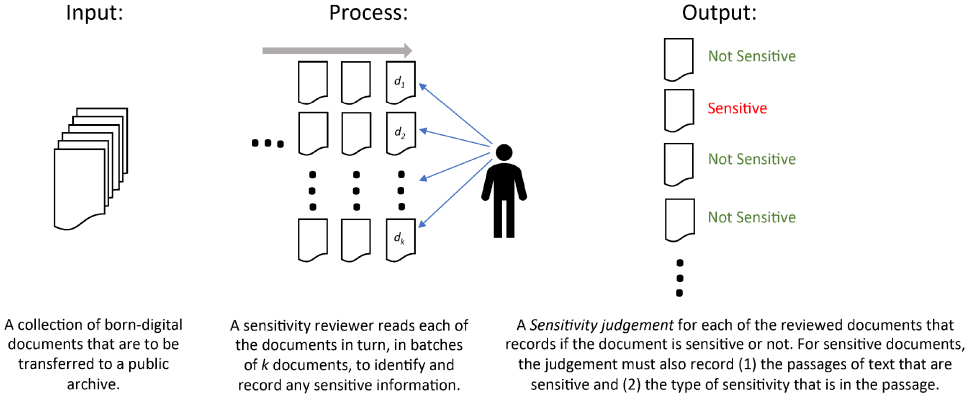 Input:
Process:
Output:
d1
d2
dk
Not Sensitive
Sensitive
Not Sensitive
Not Sensitive
A collection of born-digital
documents that are to be
transferred to a public
archive.
A sensitivity reviewer reads each of
the documents in turn, in batches
of k documents, to identify and
record any sensitive information.
A Sensitivity judgement for each of the reviewed documents that
records if the document is sensitive or not. For sensitive documents,
the judgement must also record (1) the passages of text that are
sensitive and (2) the type of sensitivity that is in the passage.